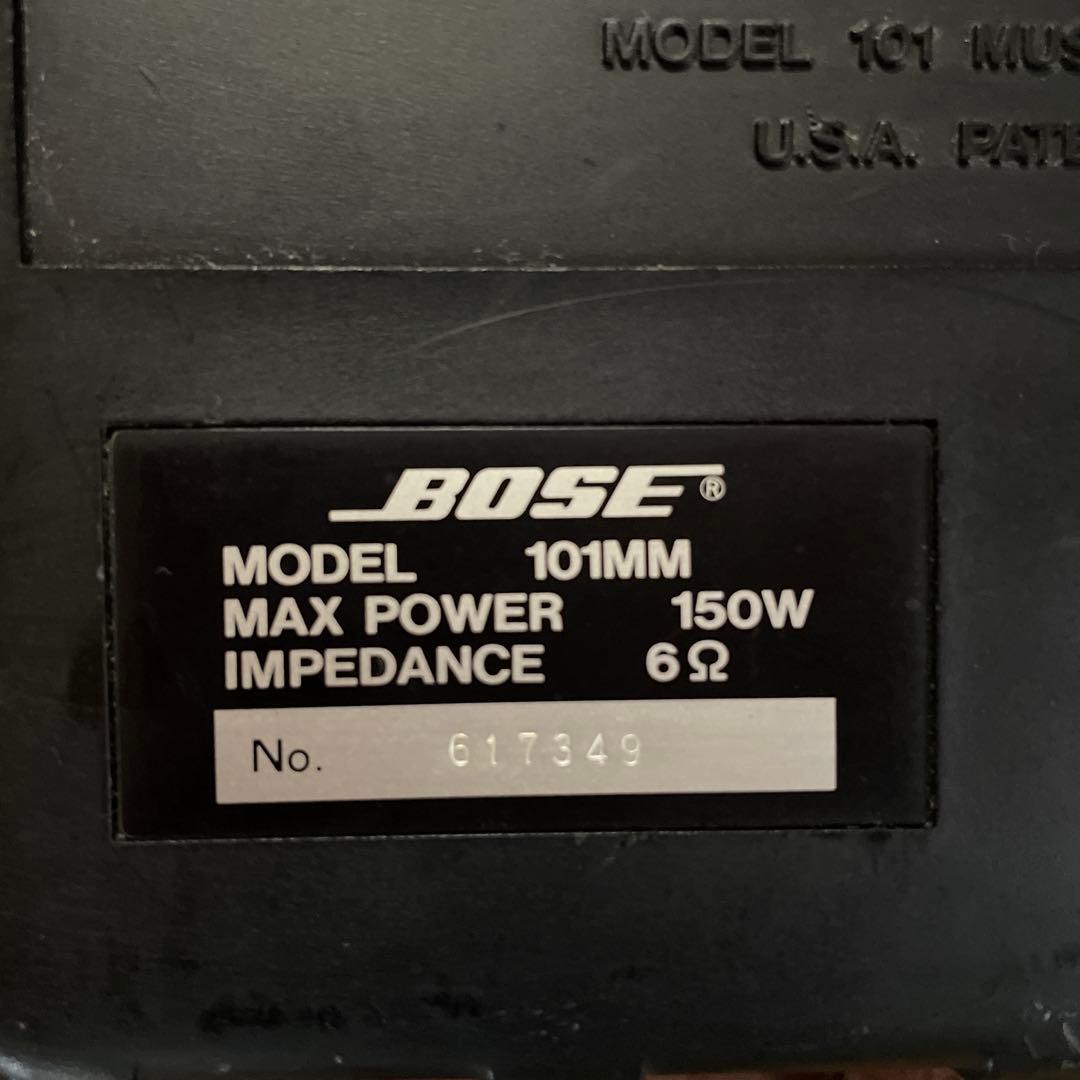 MODEL 101 MUS
U.S.A. PATE
BOSE®
MODEL 101MM
MAX POWER 150W
IMPEDANCE 6Ω
No. 617349